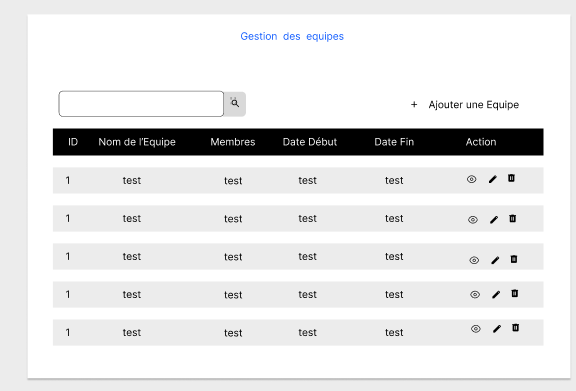 Gestion des equipes
+ Ajouter une Equipe
ID Nom de l'Equipe Membres Date Début Date Fin Action
1 test test test test
1 test test test test
1 test test test test
1 test test test test
1 test test test test